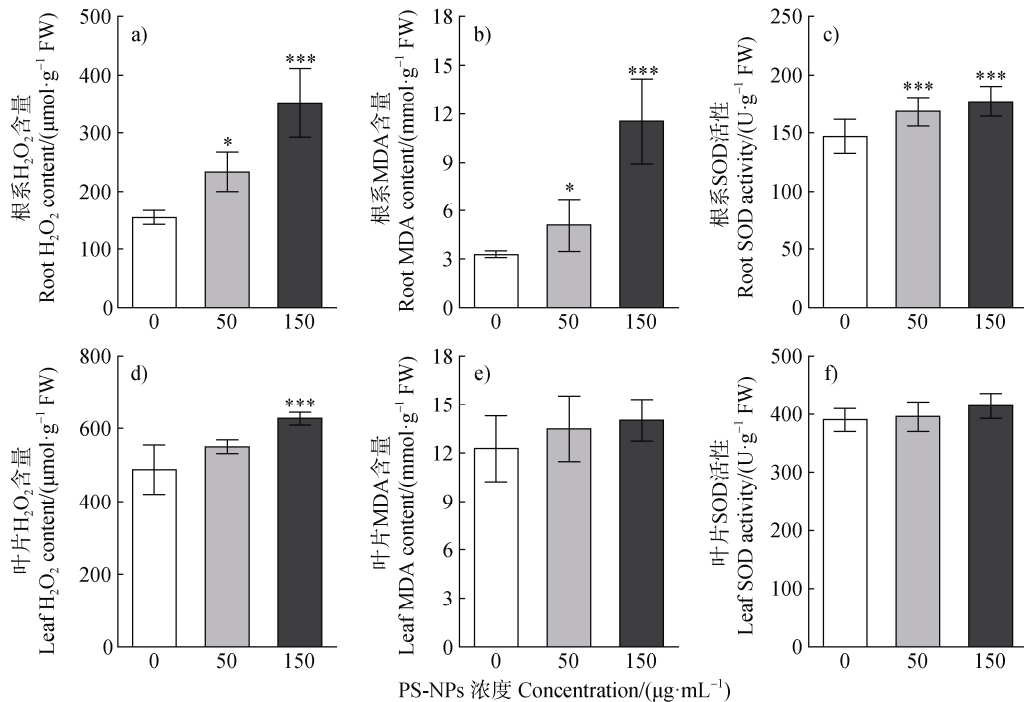 a)
根系H₂O₂含量
Root H₂O₂ content/(μmol·g⁻¹ FW)
500
400
300
200
100
0
*
***
0 50 150
b)
根系MDA含量
Root MDA content/(mmol·g⁻¹ FW)
18
15
12
9
6
3
0
*
***
0 50 150
c)
根系SOD活性
Root SOD activity/(U·g⁻¹ FW)
250
200
150
100
50
0
***
***
0 50 150
d)
叶片H₂O₂含量
Leaf H₂O₂ content/(μmol·g⁻¹ FW)
800
600
400
200
0
***
0 50 150
e)
叶片MDA含量
Leaf MDA content/(mmol·g⁻¹ FW)
18
15
12
9
6
3
0
0 50 150
f)
叶片SOD活性
Leaf SOD activity/(U·g⁻¹ FW)
500
400
300
200
100
0
0 50 150
PS-NPs 浓度 Concentration/(μg·mL⁻¹)